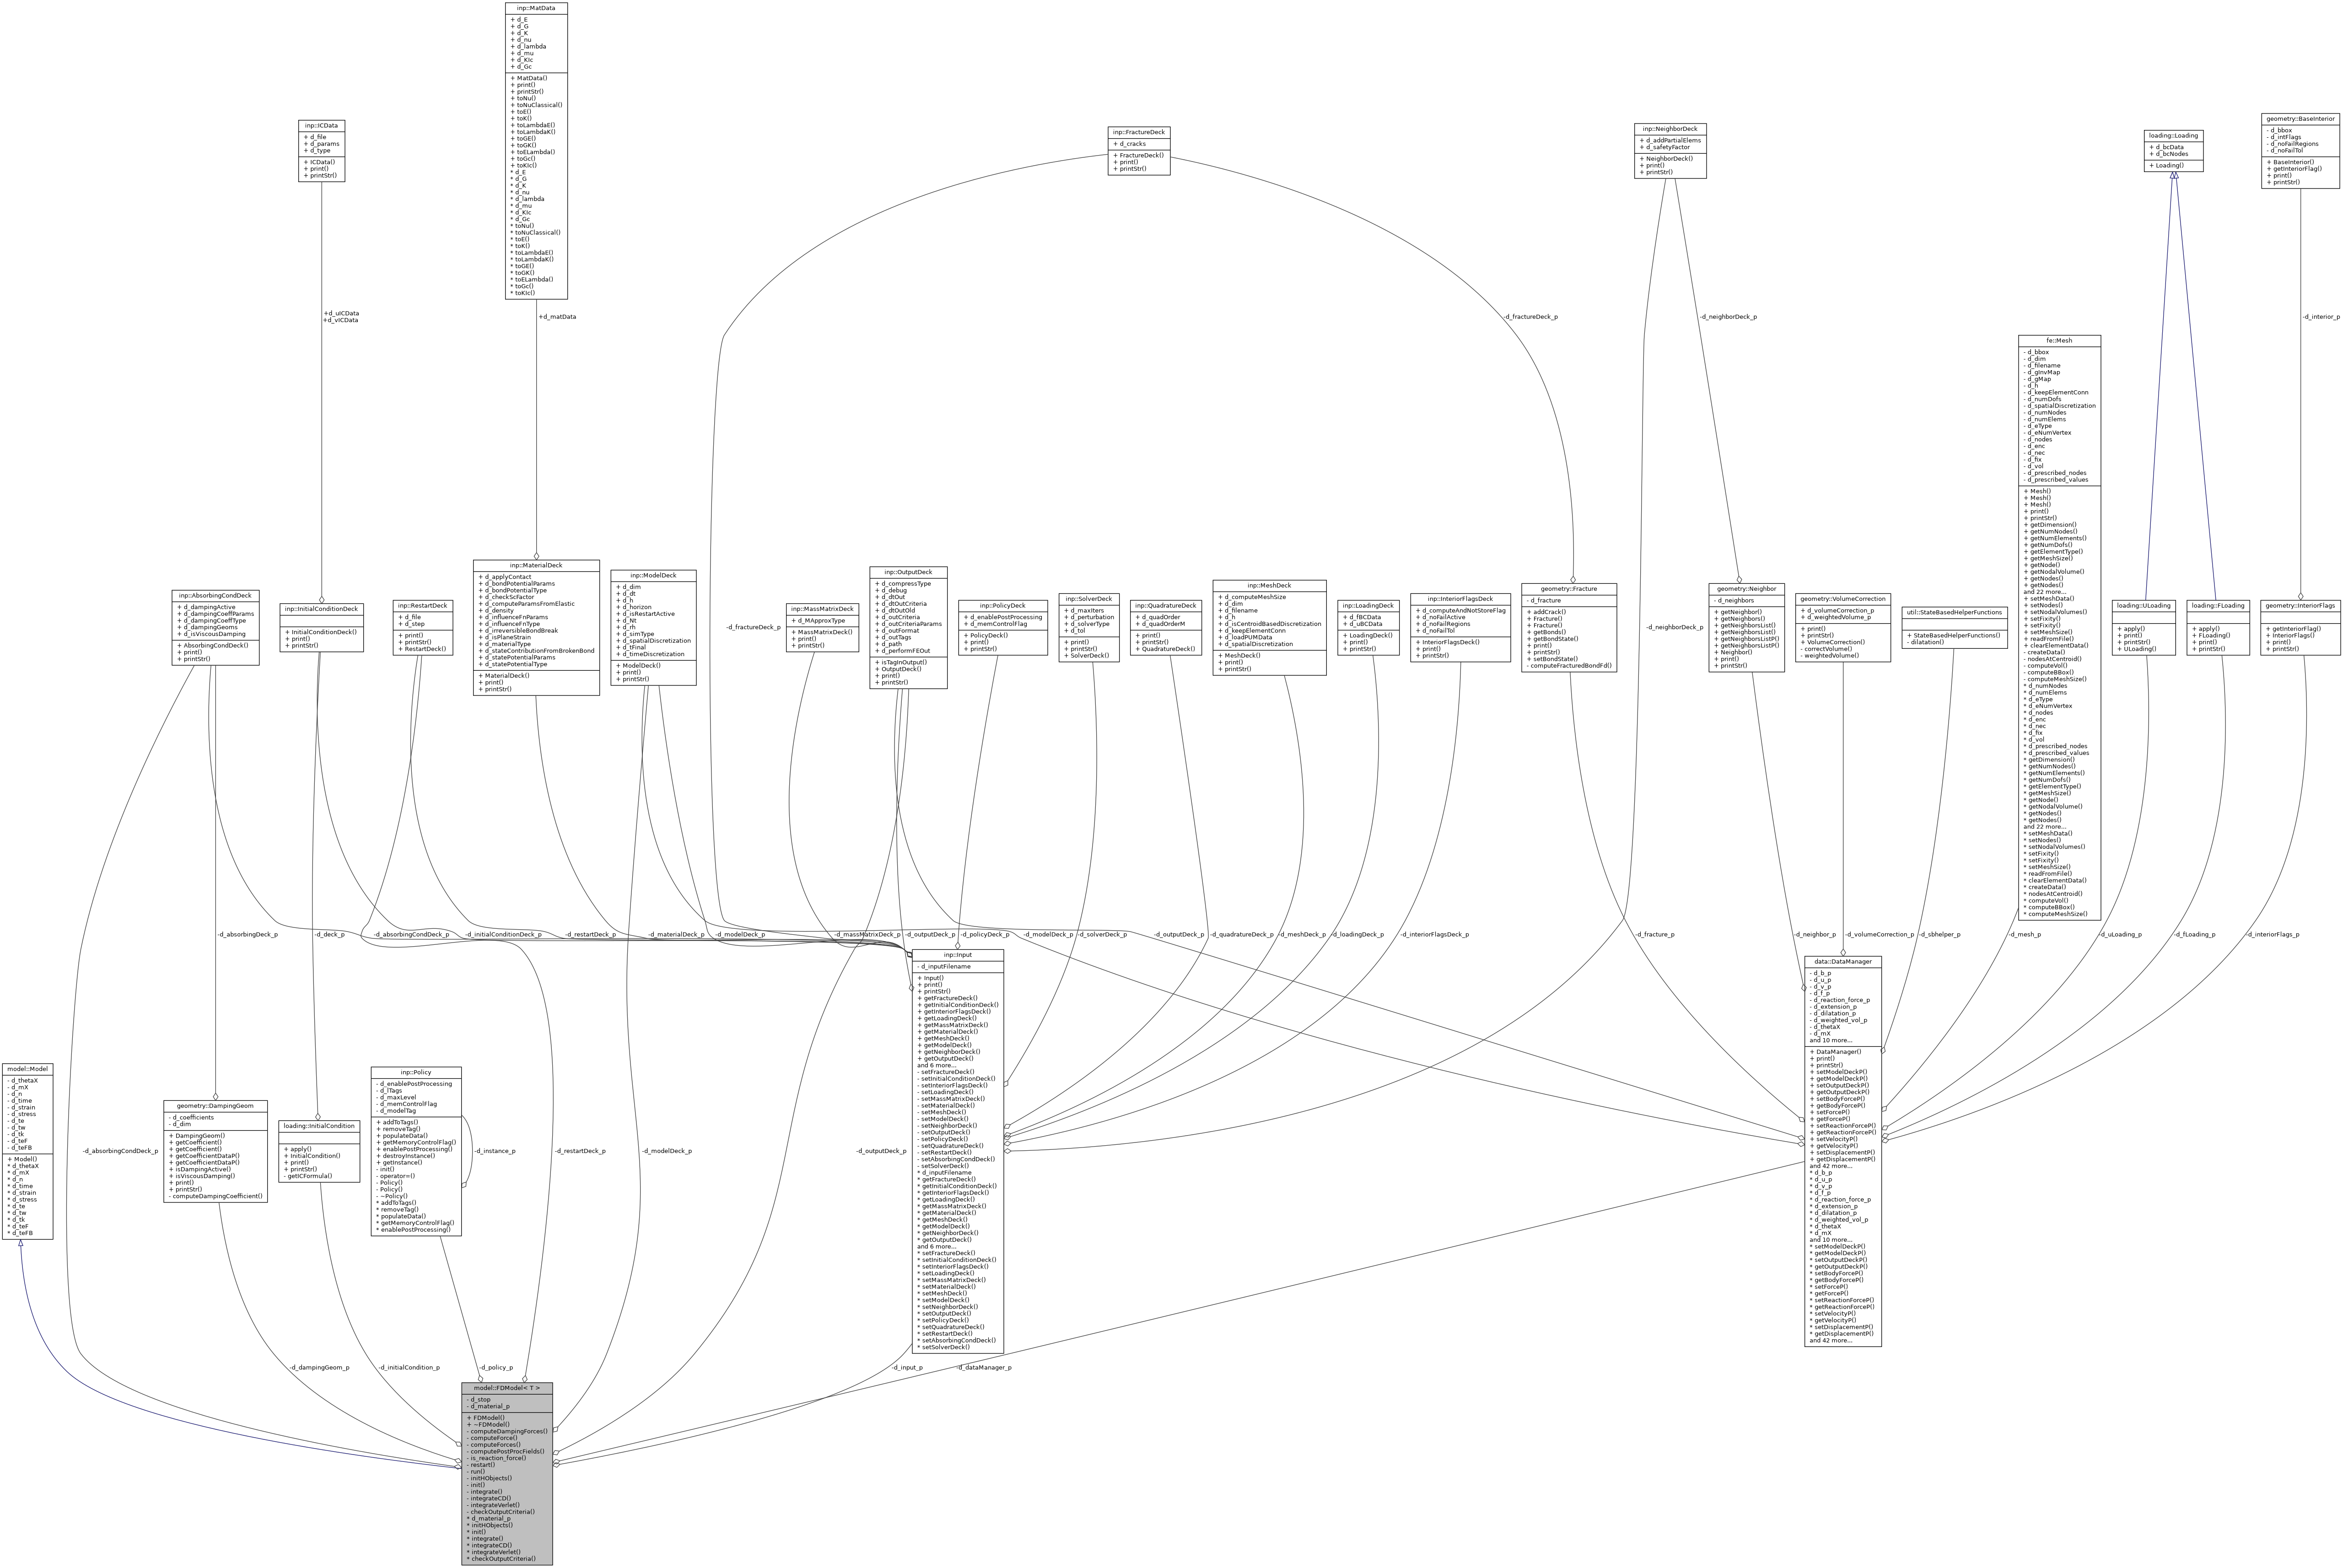 inp::MatData
+ d_E
+ d_G
+ d_K
+ d_nu
+ d_lambda
+ d_mu
+ d_KIc
+ d_Gc
+ MatData()
+ print()
+ printStr()
+ toNu()
+ toNuClassical()
+ toE()
+ toK()
+ toLambdaE()
+ toLambdaK()
+ toGE()
+ toGK()
+ toELambda()
+ toGc()
+ toKIc()
* d_E
* d_G
* d_K
* d_nu
* d_lambda
* d_mu
* d_KIc
* d_Gc
* toNu()
* toNuClassical()
* toE()
* toK()
* toLambdaE()
* toLambdaK()
* toGE()
* toGK()
* toELambda()
* toGc()
* toKIc()
inp::ICData
+ d_file
+ d_params
+ d_type
+ ICData()
+ print()
+ printStr()
inp::FractureDeck
+ d_cracks
+ FractureDeck()
+ print()
+ printStr()
inp::NeighborDeck
+ d_addPartialElems
+ d_safetyFactor
+ NeighborDeck()
+ print()
+ printStr()
loading::Loading
+ d_bcData
+ d_bcNodes
+ Loading()
geometry::BaseInterior
- d_bbox
- d_intFlags
- d_noFailRegions
- d_noFailTol
+ BaseInterior()
+ getInteriorFlag()
+ print()
+ printStr()
+d_uICData
+d_vICData
+d_matData
-d_fractureDeck_p
-d_neighborDeck_p
-d_interior_p
fe::Mesh
- d_bbox
- d_dim
- d_filename
- d_gInvMap
- d_gMap
- d_h
- d_keepElementConn
- d_numDofs
- d_spatialDiscretization
- d_numNodes
- d_numElems
- d_eType
- d_eNumVertex
- d_nodes
- d_enc
- d_nec
- d_fix
- d_vol
- d_prescribed_nodes
- d_prescribed_values
+ Mesh()
+ Mesh()
+ Mesh()
+ print()
+ printStr()
+ getDimension()
+ getNumNodes()
+ getNumElements()
+ getNumDofs()
+ getElementType()
+ getMeshSize()
+ getNode()
+ getNodalVolume()
+ getNodes()
+ getNodes()
and 22 more...
+ setMeshData()
+ setNodes()
+ setNodalVolumes()
+ setFixity()
+ setFixity()
+ setMeshSize()
+ readFromFile()
+ clearElementData()
- createData()
- nodesAtCentroid()
- computeVol()
- computeBBox()
- computeMeshSize()
* d_numNodes
* d_numElems
* d_eType
* d_eNumVertex
* d_nodes
* d_enc
* d_nec
* d_fix
* d_vol
* d_prescribed_nodes
* d_prescribed_values
* getDimension()
* getNumNodes()
* getNumElements()
* getNumDofs()
* getElementType()
* getMeshSize()
* getNode()
* getNodalVolume()
* getNodes()
* getNodes()
and 22 more...
* setMeshData()
* setNodes()
* setNodalVolumes()
* setFixity()
* setFixity()
* setMeshSize()
* readFromFile()
* clearElementData()
* createData()
* nodesAtCentroid()
* computeVol()
* computeBBox()
* computeMeshSize()
inp::AbsorbingCondDeck
+ d_dampingActive
+ d_dampingCoeffParams
+ d_dampingCoeffType
+ d_dampingGeoms
+ d_isViscousDamping
+ AbsorbingCondDeck()
+ print()
+ printStr()
inp::InitialConditionDeck
+ InitialConditionDeck()
+ print()
+ printStr()
inp::RestartDeck
+ d_file
+ d_step
+ print()
+ printStr()
+ RestartDeck()
inp::MaterialDeck
+ d_applyContact
+ d_bondPotentialParams
+ d_bondPotentialType
+ d_checkScFactor
+ d_computeParamsFromElastic
+ d_density
+ d_influenceFnParams
+ d_influenceFnType
+ d_irreversibleBondBreak
+ d_isPlaneStrain
+ d_materialType
+ d_stateContributionFromBrokenBond
+ d_statePotentialParams
+ d_statePotentialType
+ MaterialDeck()
+ print()
+ printStr()
inp::ModelDeck
+ d_dim
+ d_dt
+ d_h
+ d_horizon
+ d_isRestartActive
+ d_Nt
+ d_rh
+ d_simType
+ d_spatialDiscretization
+ d_tFinal
+ d_timeDiscretization
+ ModelDeck()
+ print()
+ printStr()
-d_fractureDeck_p
inp::MassMatrixDeck
+ d_MApproxType
+ MassMatrixDeck()
+ print()
+ printStr()
inp::OutputDeck
+ d_compressType
+ d_debug
+ d_dtOut
+ d_dtOutCriteria
+ d_dtOutOld
+ d_outCriteria
+ d_outCriteriaParams
+ d_outFormat
+ d_outTags
+ d_path
+ d_performFEOut
+ isTagInOutput()
+ OutputDeck()
+ print()
+ printStr()
inp::PolicyDeck
+ d_enablePostProcessing
+ d_memControlFlag
+ PolicyDeck()
+ print()
+ printStr()
inp::SolverDeck
+ d_maxIters
+ d_perturbation
+ d_solverType
+ d_tol
+ print()
+ printStr()
+ SolverDeck()
inp::QuadratureDeck
+ d_quadOrder
+ d_quadOrderM
+ print()
+ printStr()
+ QuadratureDeck()
inp::MeshDeck
+ d_computeMeshSize
+ d_dim
+ d_filename
+ d_h
+ d_isCentroidBasedDiscretization
+ d_keepElementConn
+ d_loadPUMData
+ d_spatialDiscretization
+ MeshDeck()
+ print()
+ printStr()
inp::LoadingDeck
+ d_fBCData
+ d_uBCData
+ LoadingDeck()
+ print()
+ printStr()
inp::InteriorFlagsDeck
+ d_computeAndNotStoreFlag
+ d_noFailActive
+ d_noFailRegions
+ d_noFailTol
+ InteriorFlagsDeck()
+ print()
+ printStr()
geometry::Fracture
- d_fracture
+ addCrack()
+ Fracture()
+ Fracture()
+ getBonds()
+ getBondState()
+ print()
+ printStr()
+ setBondState()
- computeFracturedBondFd()
-d_neighborDeck_p
geometry::Neighbor
- d_neighbors
+ getNeighbor()
+ getNeighbors()
+ getNeighborsList()
+ getNeighborsList()
+ getNeighborsListP()
+ getNeighborsListP()
+ Neighbor()
+ print()
+ printStr()
geometry::VolumeCorrection
+ d_volumeCorrection_p
+ d_weightedVolume_p
+ print()
+ printStr()
+ VolumeCorrection()
- correctVolume()
- weightedVolume()
util::StateBasedHelperFunctions
+ StateBasedHelperFunctions()
- dilatation()
loading::ULoading
+ apply()
+ print()
+ printStr()
+ ULoading()
loading::FLoading
+ apply()
+ FLoading()
+ print()
+ printStr()
geometry::InteriorFlags
+ getInteriorFlag()
+ InteriorFlags()
+ print()
+ printStr()
-d_absorbingDeck_p
-d_deck_p
-d_absorbingCondDeck_p
-d_initialConditionDeck_p
-d_restartDeck_p
-d_materialDeck_p
-d_modelDeck_p
-d_massMatrixDeck_p
-d_outputDeck_p
-d_policyDeck_p
-d_modelDeck_p
-d_solverDeck_p
-d_outputDeck_p
-d_quadratureDeck_p
-d_meshDeck_p
-d_loadingDeck_p
-d_interiorFlagsDeck_p
-d_fracture_p
-d_neighbor_p
-d_volumeCorrection_p
-d_sbhelper_p
-d_mesh_p
-d_uLoading_p
-d_fLoading_p
-d_interiorFlags_p
inp::Input
- d_inputFilename
+ Input()
+ print()
+ printStr()
+ getFractureDeck()
+ getInitialConditionDeck()
+ getInteriorFlagsDeck()
+ getLoadingDeck()
+ getMassMatrixDeck()
+ getMaterialDeck()
+ getMeshDeck()
+ getModelDeck()
+ getNeighborDeck()
+ getOutputDeck()
and 6 more...
- setFractureDeck()
- setInitialConditionDeck()
- setInteriorFlagsDeck()
- setLoadingDeck()
- setMassMatrixDeck()
- setMaterialDeck()
- setMeshDeck()
- setModelDeck()
- setNeighborDeck()
- setOutputDeck()
- setPolicyDeck()
- setQuadratureDeck()
- setRestartDeck()
- setAbsorbingCondDeck()
- setSolverDeck()
* d_inputFilename
* getFractureDeck()
* getInitialConditionDeck()
* getInteriorFlagsDeck()
* getLoadingDeck()
* getMassMatrixDeck()
* getMaterialDeck()
* getMeshDeck()
* getModelDeck()
* getNeighborDeck()
* getOutputDeck()
and 6 more...
* setFractureDeck()
* setInitialConditionDeck()
* setInteriorFlagsDeck()
* setLoadingDeck()
* setMassMatrixDeck()
* setMaterialDeck()
* setMeshDeck()
* setModelDeck()
* setNeighborDeck()
* setOutputDeck()
* setPolicyDeck()
* setQuadratureDeck()
* setRestartDeck()
* setAbsorbingCondDeck()
* setSolverDeck()
data::DataManager
- d_b_p
- d_u_p
- d_v_p
- d_f_p
- d_reaction_force_p
- d_extension_p
- d_dilatation_p
- d_weighted_vol_p
- d_thetaX
- d_mX
and 10 more...
+ DataManager()
+ print()
+ printStr()
+ setModelDeckP()
+ getModelDeckP()
+ setOutputDeckP()
+ getOutputDeckP()
+ setBodyForceP()
+ getBodyForceP()
+ setForceP()
+ getForceP()
+ setReactionForceP()
+ getReactionForceP()
+ setVelocityP()
+ getVelocityP()
+ setDisplacementP()
+ getDisplacementP()
and 42 more...
* d_b_p
* d_u_p
* d_v_p
* d_f_p
* d_reaction_force_p
* d_extension_p
* d_dilatation_p
* d_weighted_vol_p
* d_thetaX
* d_mX
and 10 more...
* setModelDeckP()
* getModelDeckP()
* setOutputDeckP()
* getOutputDeckP()
* setBodyForceP()
* getBodyForceP()
* setForceP()
* getForceP()
* setReactionForceP()
* getReactionForceP()
* setVelocityP()
* getVelocityP()
* setDisplacementP()
* getDisplacementP()
and 42 more...
model::Model
- d_thetaX
- d_mX
- d_n
- d_time
- d_strain
- d_stress
- d_te
- d_tw
- d_tk
- d_teF
- d_teFB
+ Model()
* d_thetaX
* d_mX
* d_n
* d_time
* d_strain
* d_stress
* d_te
* d_tw
* d_tk
* d_teF
* d_teFB
-d_absorbingCondDeck_p
geometry::DampingGeom
- d_coefficients
- d_dim
+ DampingGeom()
+ getCoefficient()
+ getCoefficient()
+ getCoefficientDataP()
+ getCoefficientDataP()
+ isDampingActive()
+ isViscousDamping()
+ print()
+ printStr()
- computeDampingCoefficient()
loading::InitialCondition
+ apply()
+ InitialCondition()
+ print()
+ printStr()
- getICFormula()
inp::Policy
- d_enablePostProcessing
- d_lTags
- d_maxLevel
- d_memControlFlag
- d_modelTag
+ addToTags()
+ removeTag()
+ populateData()
+ getMemoryControlFlag()
+ enablePostProcessing()
+ destroyInstance()
+ getInstance()
- init()
- operator=()
- Policy()
- Policy()
- ~Policy()
* addToTags()
* removeTag()
* populateData()
* getMemoryControlFlag()
* enablePostProcessing()
-d_instance_p
-d_restartDeck_p
-d_modelDeck_p
-d_outputDeck_p
-d_dampingGeom_p
-d_initialCondition_p
-d_policy_p
-d_input_p
-d_dataManager_p
model::FDModel< T >
- d_stop
- d_material_p
+ FDModel()
+ ~FDModel()
- computeDampingForces()
- computeForce()
- computeForces()
- computePostProcFields()
- is_reaction_force()
- restart()
- run()
- initHObjects()
- init()
- integrate()
- integrateCD()
- integrateVerlet()
- checkOutputCriteria()
* d_material_p
* initHObjects()
* init()
* integrate()
* integrateCD()
* integrateVerlet()
* checkOutputCriteria()